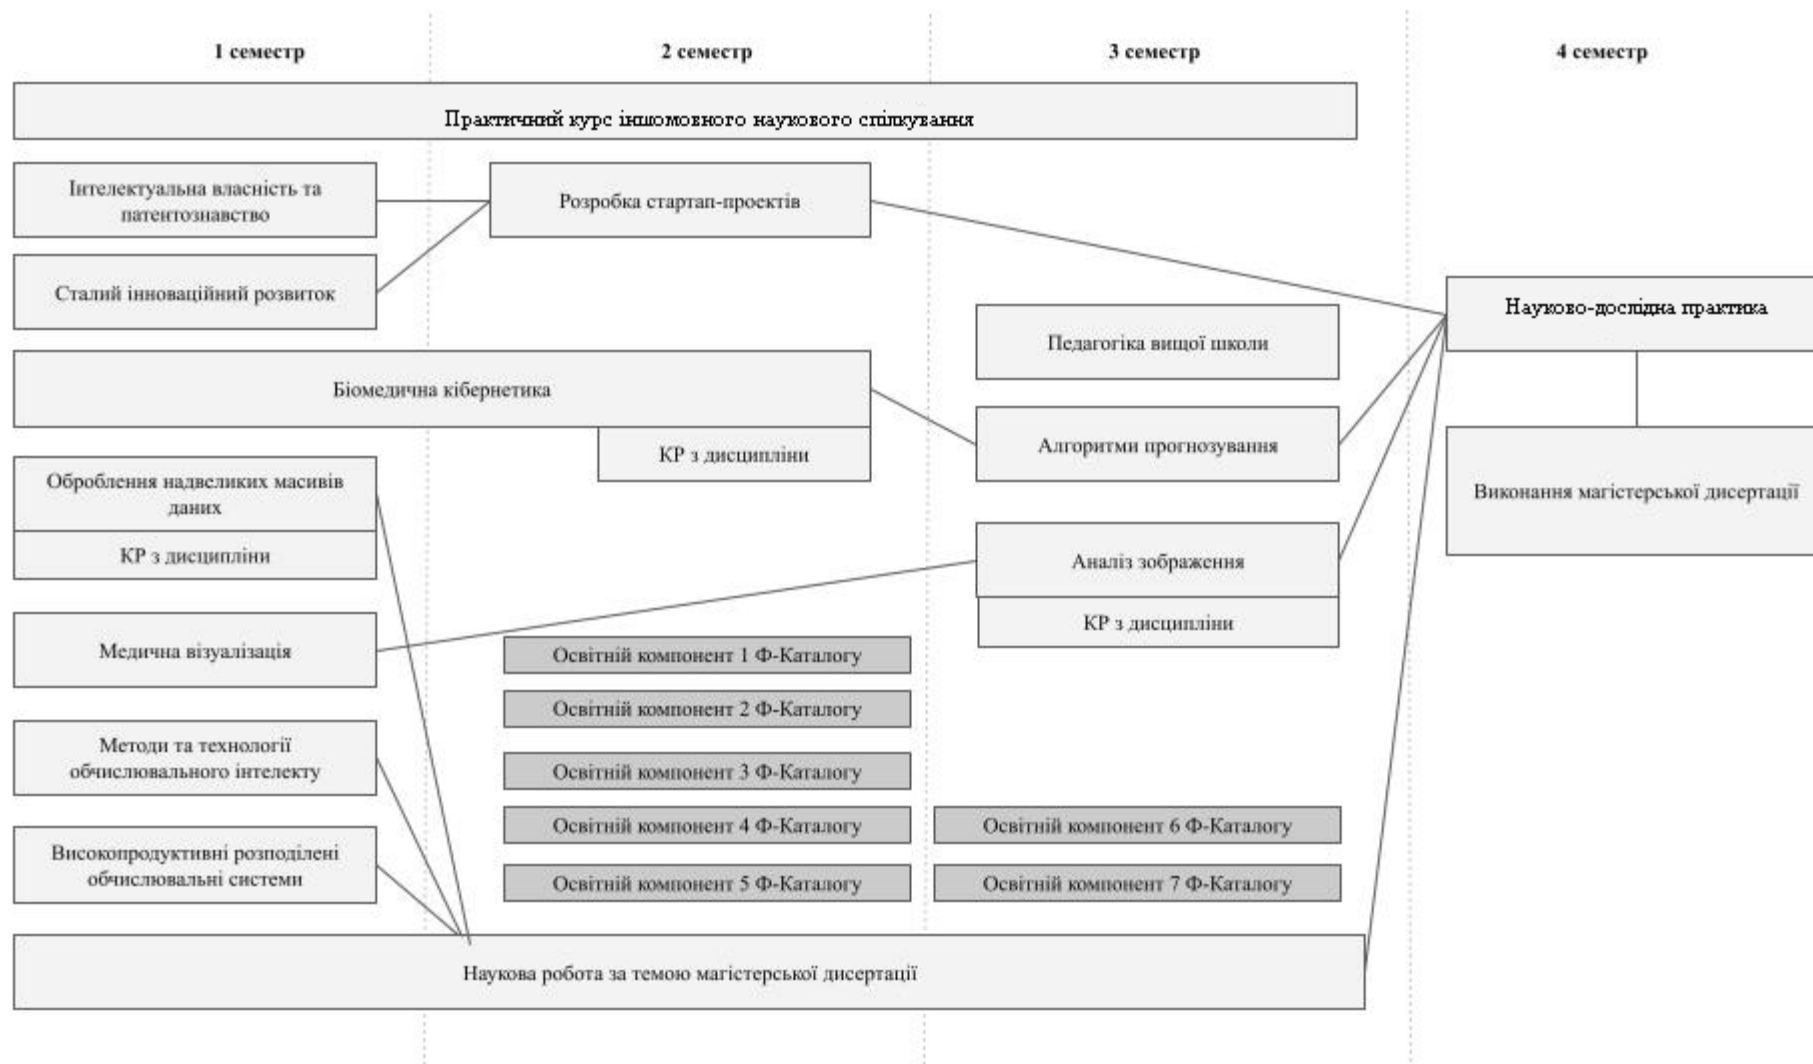 1 семестр
2 семестр
3 семестр
4 семестр
Практичний курс іншомовного наукового спілкування
Інтелектуальна власність та
патентознавство
Розробка стартап-проектів
Сталий інноваційний розвиток
Науково-дослідна практика
Педагогіка вищої школи
Біомедична кібернетика
КР з дисципліни
Алгоритми прогнозування
Оброблення надвеликих масивів
даних
КР з дисципліни
Виконання магістерської дисертації
Аналіз зображення
КР з дисципліни
Медична візуалізація
Освітній компонент 1 Ф-Каталогу
Освітній компонент 2 Ф-Каталогу
Методи та технології
обчислювального інтелекту
Освітній компонент 3 Ф-Каталогу
Освітній компонент 4 Ф-Каталогу
Освітній компонент 6 Ф-Каталогу
Високопродуктивні розподілені
обчислювальні системи
Освітній компонент 5 Ф-Каталогу
Освітній компонент 7 Ф-Каталогу
Наукова робота за темою магістерської дисертації